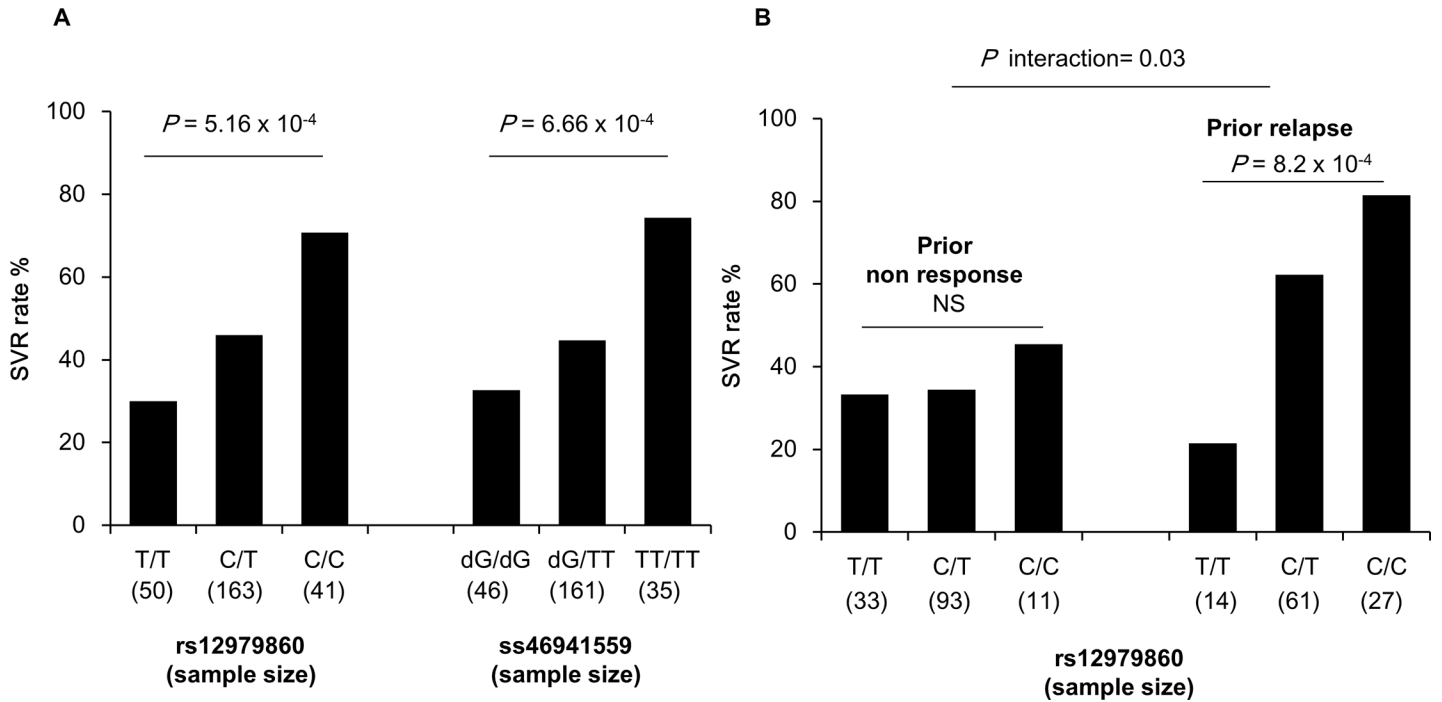 A
P = 5.16 x 10-4
P = 6.66 x 10-4
SVR rate %
100
80
60
40
20
0
T/T C/T C/C dG/dG dG/TT TT/TT
(50) (163) (41) (46) (161) (35)
rs12979860 ss46941559
(sample size) (sample size)
B
P interaction= 0.03
Prior relapse
P = 8.2 x 10-4
Prior
non response
NS
SVR rate %
100
80
60
40
20
0
T/T C/T C/C T/T C/T C/C
(33) (93) (11) (14) (61) (27)
rs12979860
(sample size)